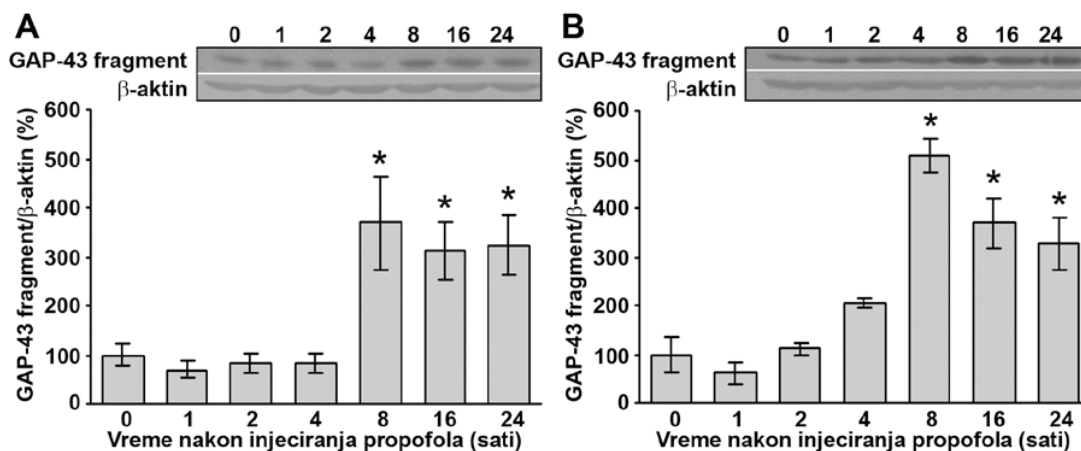 A
0 1 2 4 8 16 24
GAP-43 fragment
β-aktin
GAP-43 fragment/β-aktin (%)
600
500
400
300
200
100
0
* * *
0 1 2 4 8 16 24
Vreme nakon injeciranja propofola (sati)
B
0 1 2 4 8 16 24
GAP-43 fragment
β-aktin
GAP-43 fragment/β-aktin (%)
600
500
400
300
200
100
0
* * *
0 1 2 4 8 16 24
Vreme nakon injeciranja propofola (sati)